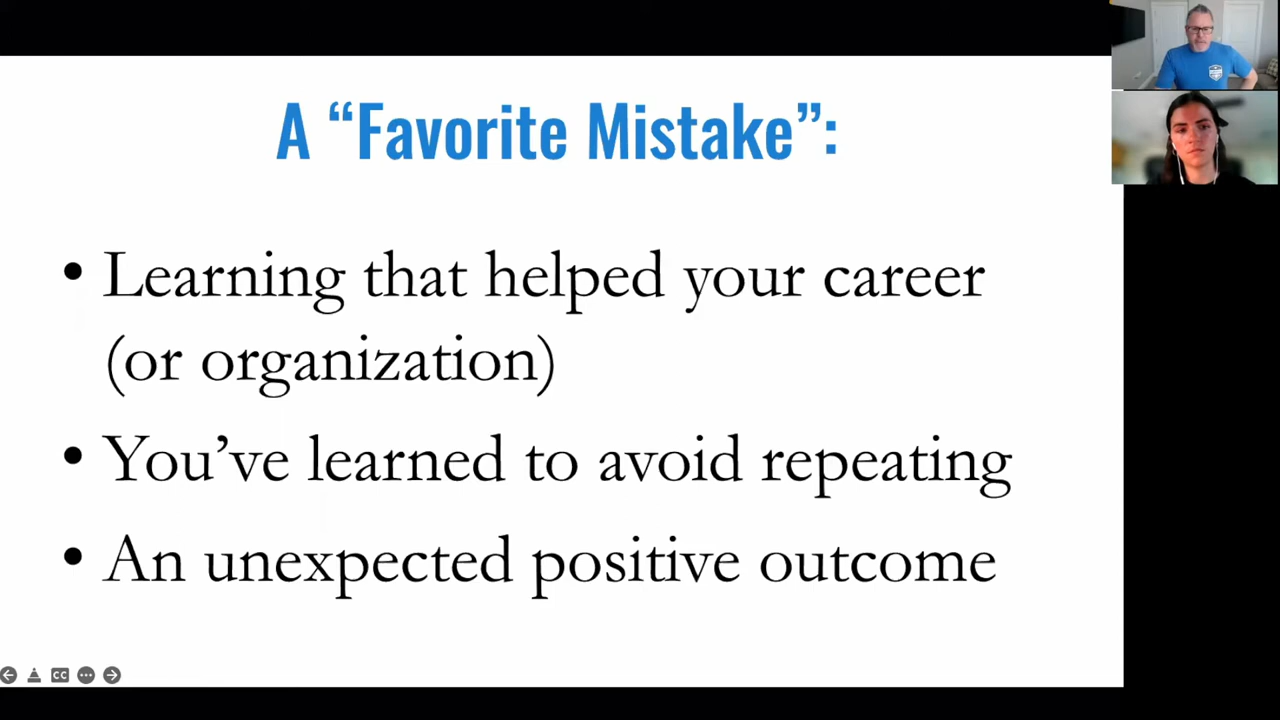 A “Favorite Mistake”:
• Learning that helped your career
(or organization)
• You’ve learned to avoid repeating
• An unexpected positive outcome
CC